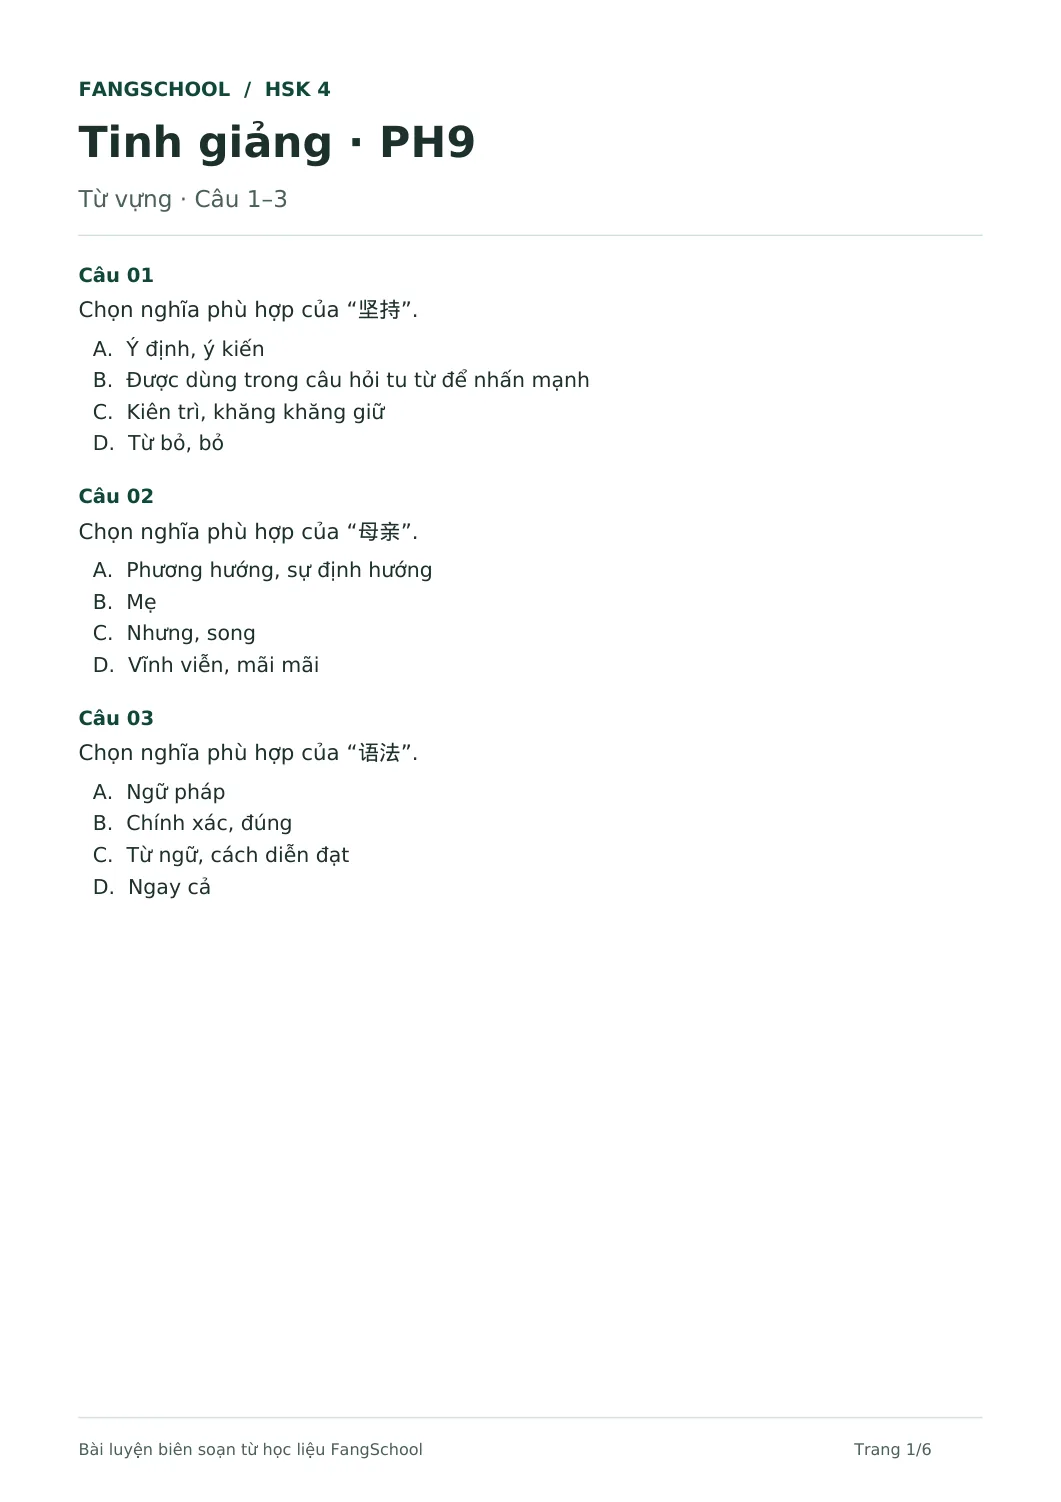 FANGSCHOOL / HSK 4
Tinh giảng · PH9
Từ vựng · Câu 1–3
Câu 01
Chọn nghĩa phù hợp của “坚持”.
A. Ý định, ý kiến
B. Được dùng trong câu hỏi tu từ để nhấn mạnh
C. Kiên trì, khăng khăng giữ
D. Từ bỏ, bỏ
Câu 02
Chọn nghĩa phù hợp của “母亲”.
A. Phương hướng, sự định hướng
B. Mẹ
C. Nhưng, song
D. Vĩnh viễn, mãi mãi
Câu 03
Chọn nghĩa phù hợp của “语法”.
A. Ngữ pháp
B. Chính xác, đúng
C. Từ ngữ, cách diễn đạt
D. Ngay cả
Bài luyện biên soạn từ học liệu FangSchool
Trang 1/6